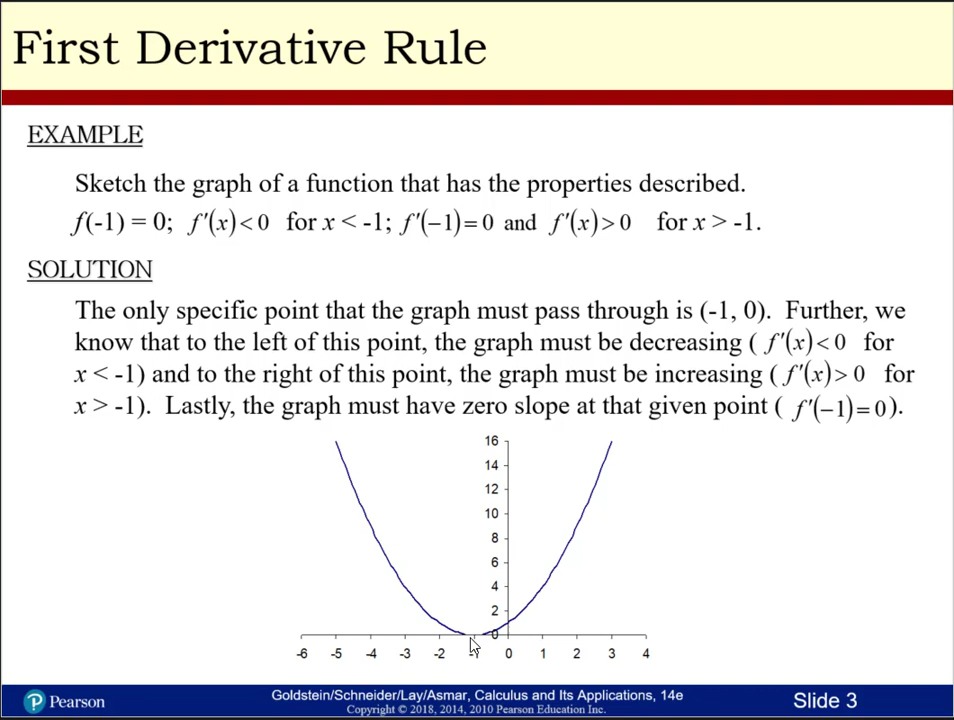 First Derivative Rule
EXAMPLE
Sketch the graph of a function that has the properties described.
f(-1) = 0; f′(x) < 0 for x < -1; f′(−1) = 0 and f′(x) > 0 for x > -1.
SOLUTION
The only specific point that the graph must pass through is (-1, 0). Further, we
know that to the left of this point, the graph must be decreasing ( f′(x) < 0 for
x < -1) and to the right of this point, the graph must be increasing ( f′(x) > 0 for
x > -1). Lastly, the graph must have zero slope at that given point ( f′(−1) = 0 ).
16
14
12
10
8
6
4
2
0
-6 -5 -4 -3 -2 -1 0 1 2 3 4
Pearson
Goldstein/Schneider/Lay/Asmar, Calculus and Its Applications, 14e
Copyright © 2018, 2014, 2010 Pearson Education Inc.
Slide 3